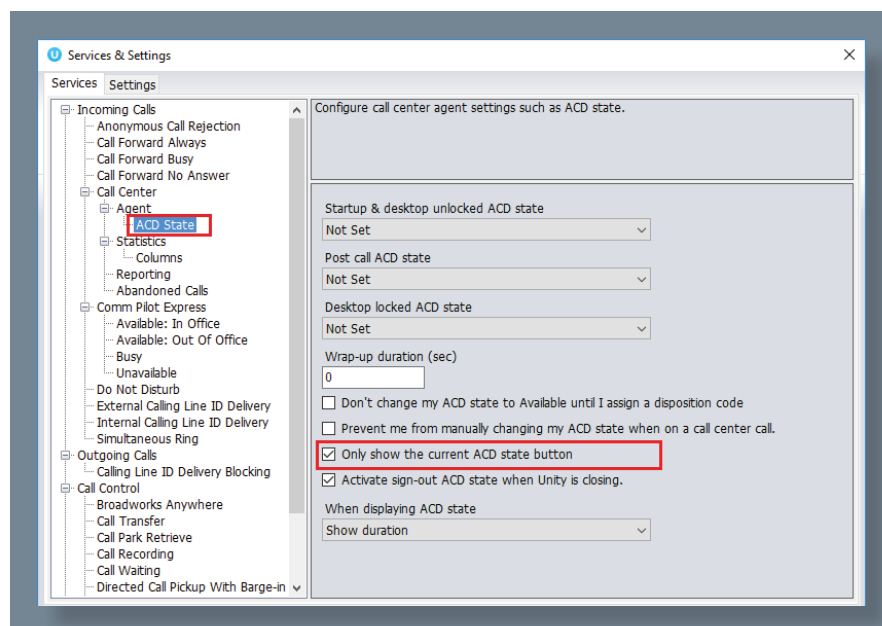 U Services & Settings
Services Settings
Incoming Calls
Anonymous Call Rejection
Call Forward Always
Call Forward Busy
Call Forward No Answer
Call Center
Agent
ACD State
Statistics
Columns
Reporting
Abandoned Calls
Comm Pilot Express
Available: In Office
Available: Out Of Office
Busy
Unavailable
Do Not Disturb
External Calling Line ID Delivery
Internal Calling Line ID Delivery
Simultaneous Ring
Outgoing Calls
Calling Line ID Delivery Blocking
Call Control
Broadworks Anywhere
Call Transfer
Call Park Retrieve
Call Recording
Call Waiting
Directed Call Pickup With Barge-in
Configure call center agent settings such as ACD state.
Startup & desktop unlocked ACD state
Not Set
Post call ACD state
Not Set
Desktop locked ACD state
Not Set
Wrap-up duration (sec)
0
Don't change my ACD state to Available until I assign a disposition code
Prevent me from manually changing my ACD state when on a call center call.
Only show the current ACD state button
Activate sign-out ACD state when Unity is closing.
When displaying ACD state
Show duration